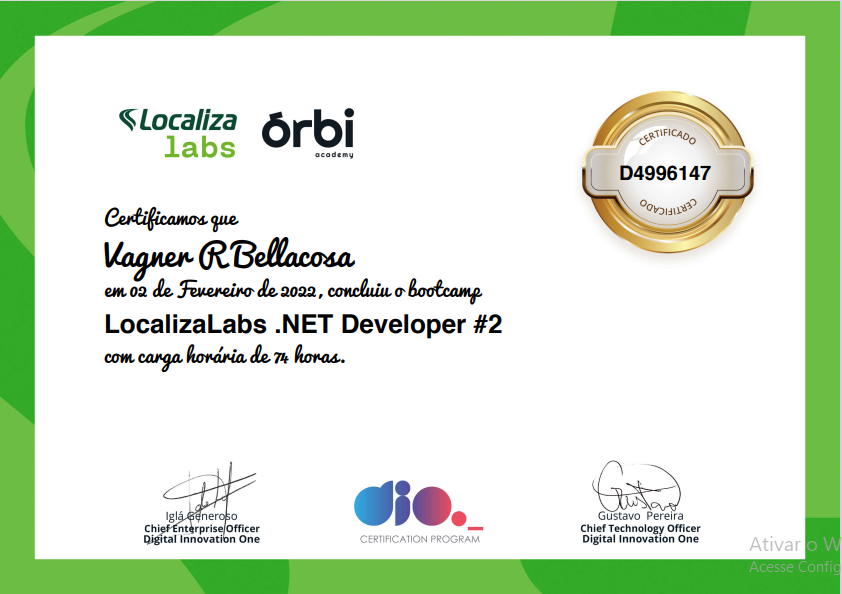 Localiza
labs
órbi
academy
CERTIFICADO
D4996147
CERTIFICADO
Certificamos que
Vagner R Bellacosa
em 02 de Fevereiro de 2022, concluiu o bootcamp
LocalizaLabs .NET Developer #2
com carga horária de 74 horas.
Iglá Generoso
Chief Enterprise Officer
Digital Innovation One
dio_
CERTIFICATION PROGRAM
Gustavo
Gustavo Pereira
Chief Technology Officer
Digital Innovation One
Ativar o W
Acesse Config